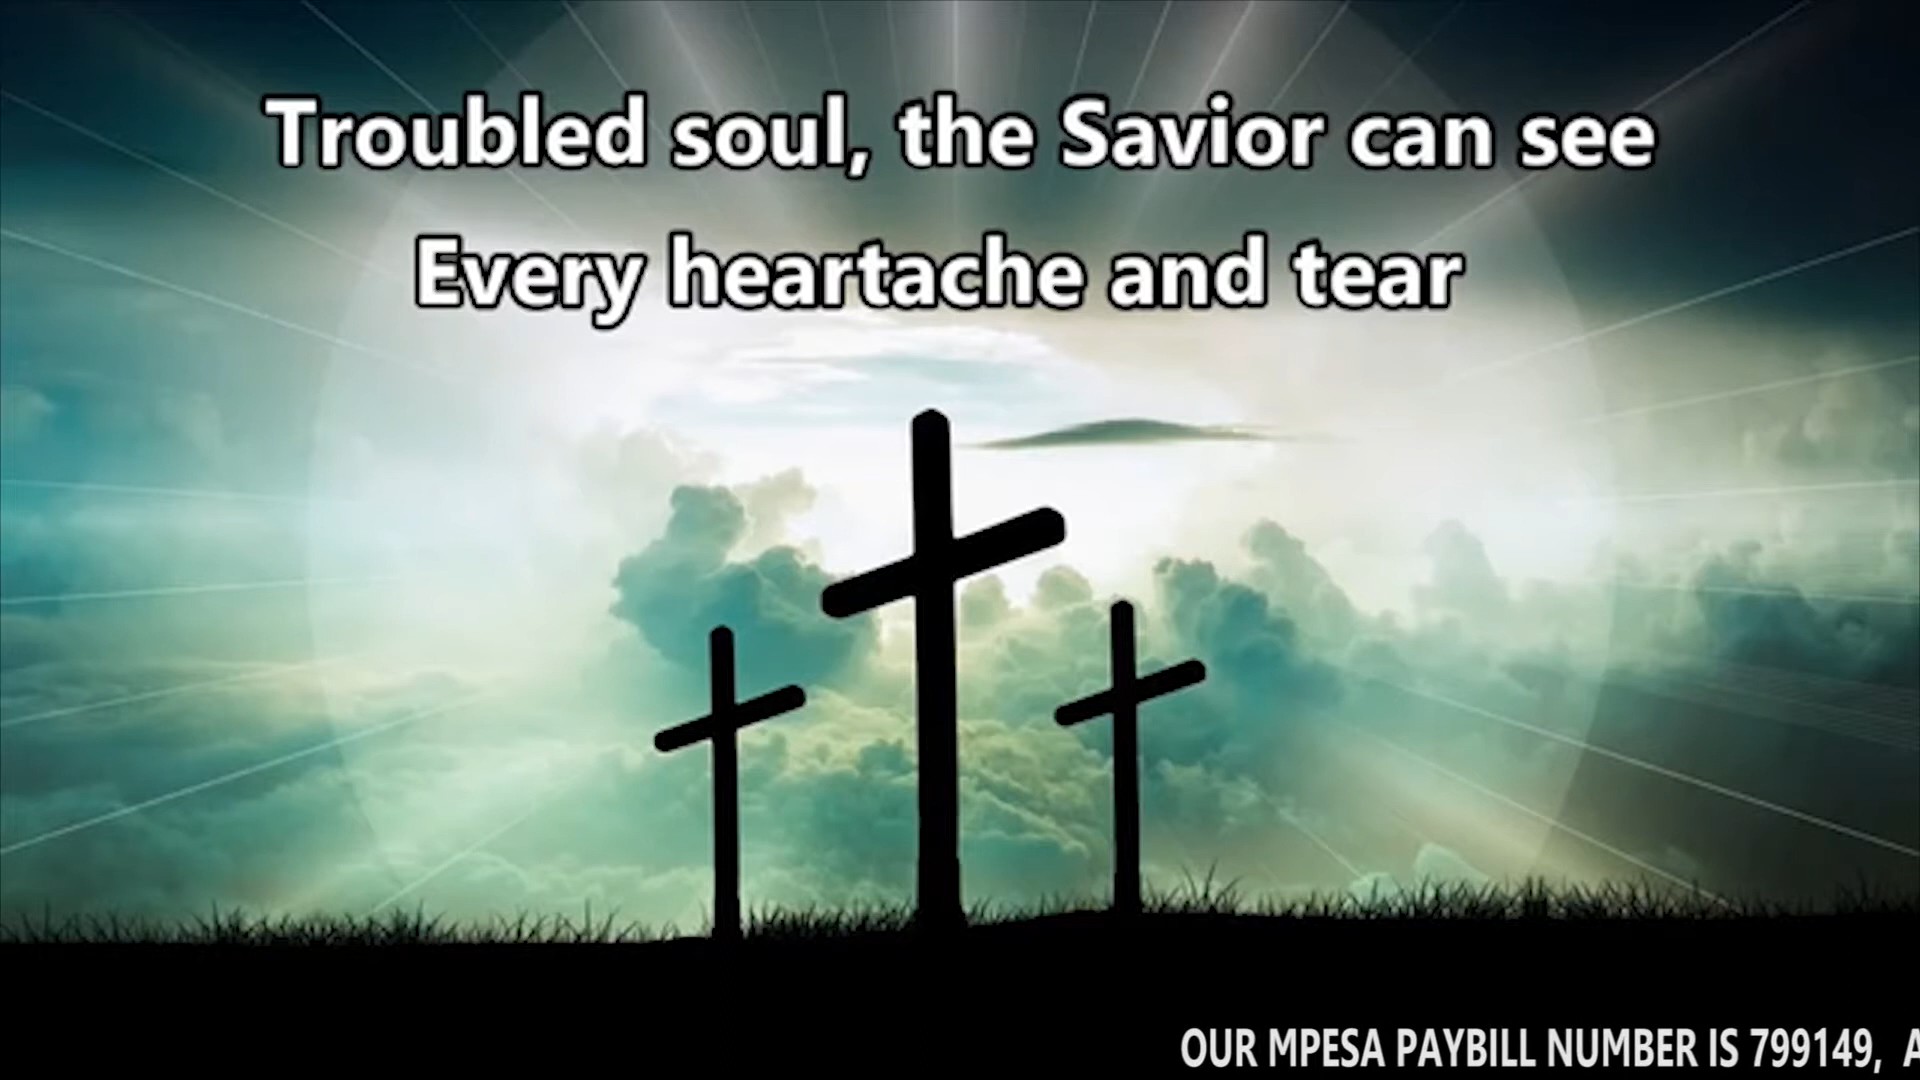 Troubled soul, the Savior can see
Every heartache and tear
OUR MPESA PAYBILL NUMBER IS 799149, A